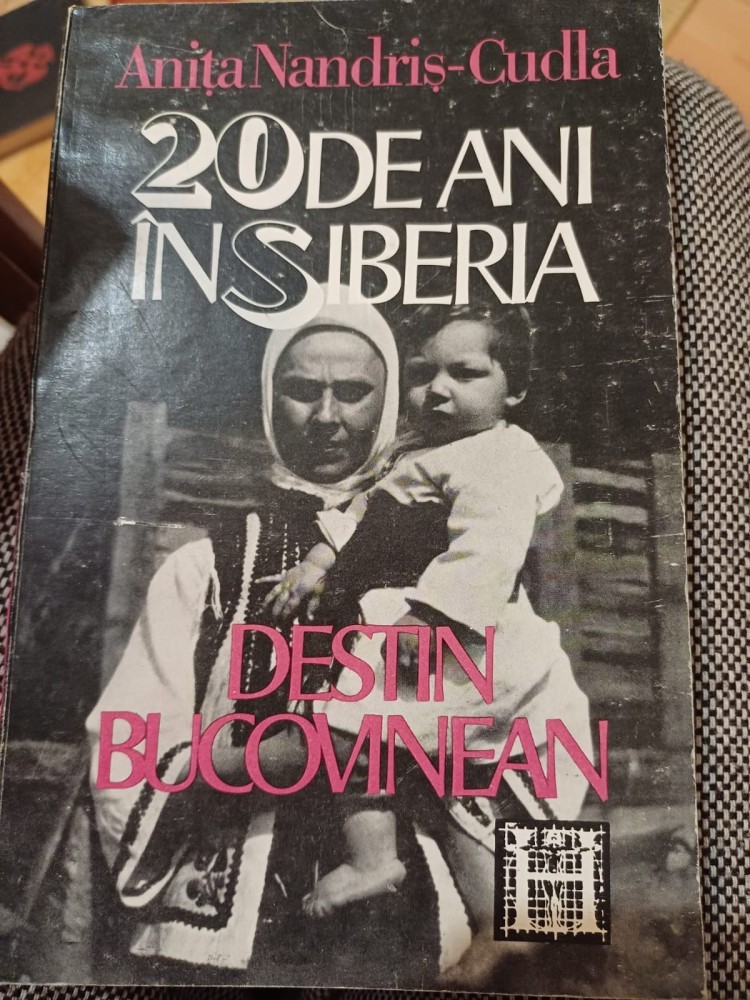 Anița Nandriș-Cudla
20 DE ANI
ÎN SIBERIA
DESTIN
BUCOVINEAN
H